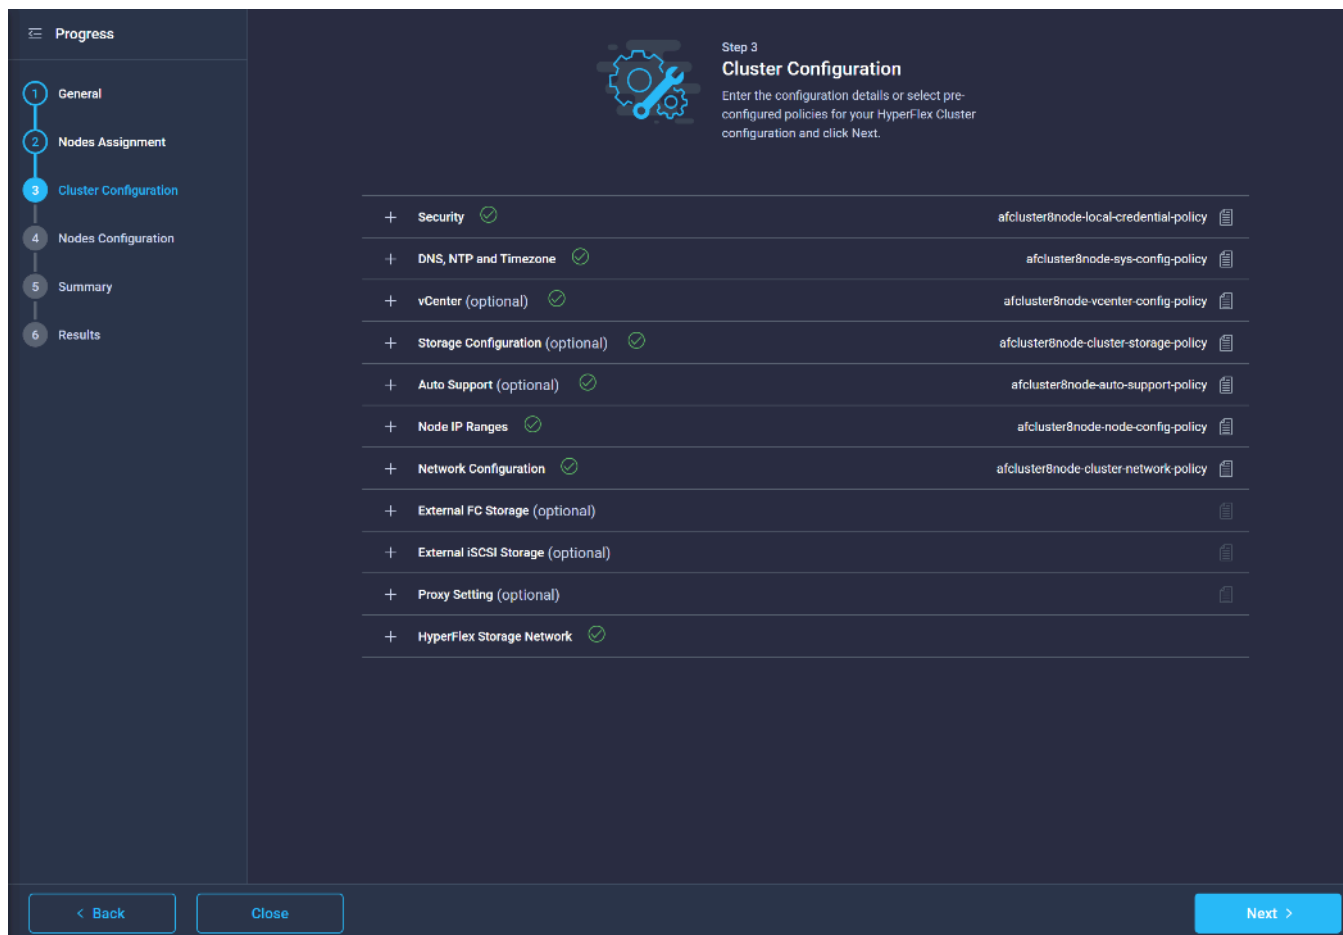 Progress
1 General
2 Nodes Assignment
3 Cluster Configuration
4 Nodes Configuration
5 Summary
6 Results
Step 3
Cluster Configuration
Enter the configuration details or select pre-
configured policies for your HyperFlex Cluster
configuration and click Next.
+ Security afcluster8node-local-credential-policy
+ DNS, NTP and Timezone afcluster8node-sys-config-policy
+ vCenter (optional) afcluster8node-vcenter-config-policy
+ Storage Configuration (optional) afcluster8node-cluster-storage-policy
+ Auto Support (optional) afcluster8node-auto-support-policy
+ Node IP Ranges afcluster8node-node-config-policy
+ Network Configuration afcluster8node-cluster-network-policy
+ External FC Storage (optional)
+ External iSCSI Storage (optional)
+ Proxy Setting (optional)
+ HyperFlex Storage Network
< Back Close Next >